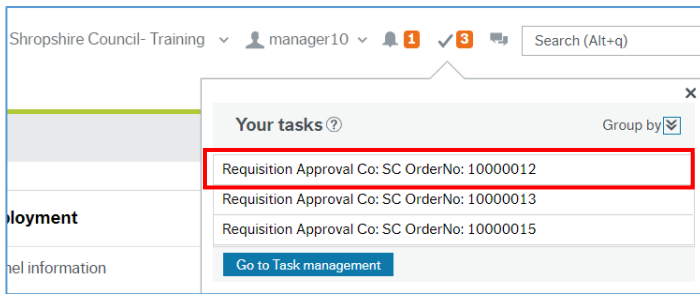 Shropshire Council- Training manager10 1 3 Search (Alt+q)
×
Your tasks ? Group by
Requisition Approval Co: SC OrderNo: 10000012
Requisition Approval Co: SC OrderNo: 10000013
Requisition Approval Co: SC OrderNo: 10000015
ployment
Go to Task management
nel information